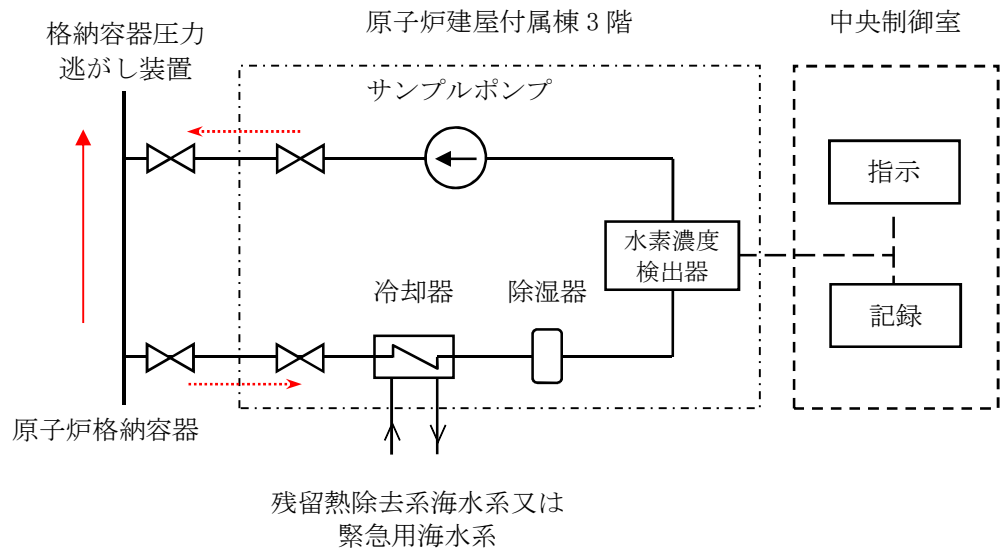 原子炉建屋付属棟３階
中央制御室
格納容器圧力
逃がし装置
サンプルポンプ
指示
水素濃度
検出器
冷却器
除湿器
記録
原子炉格納容器
残留熱除去系海水系又は
緊急用海水系